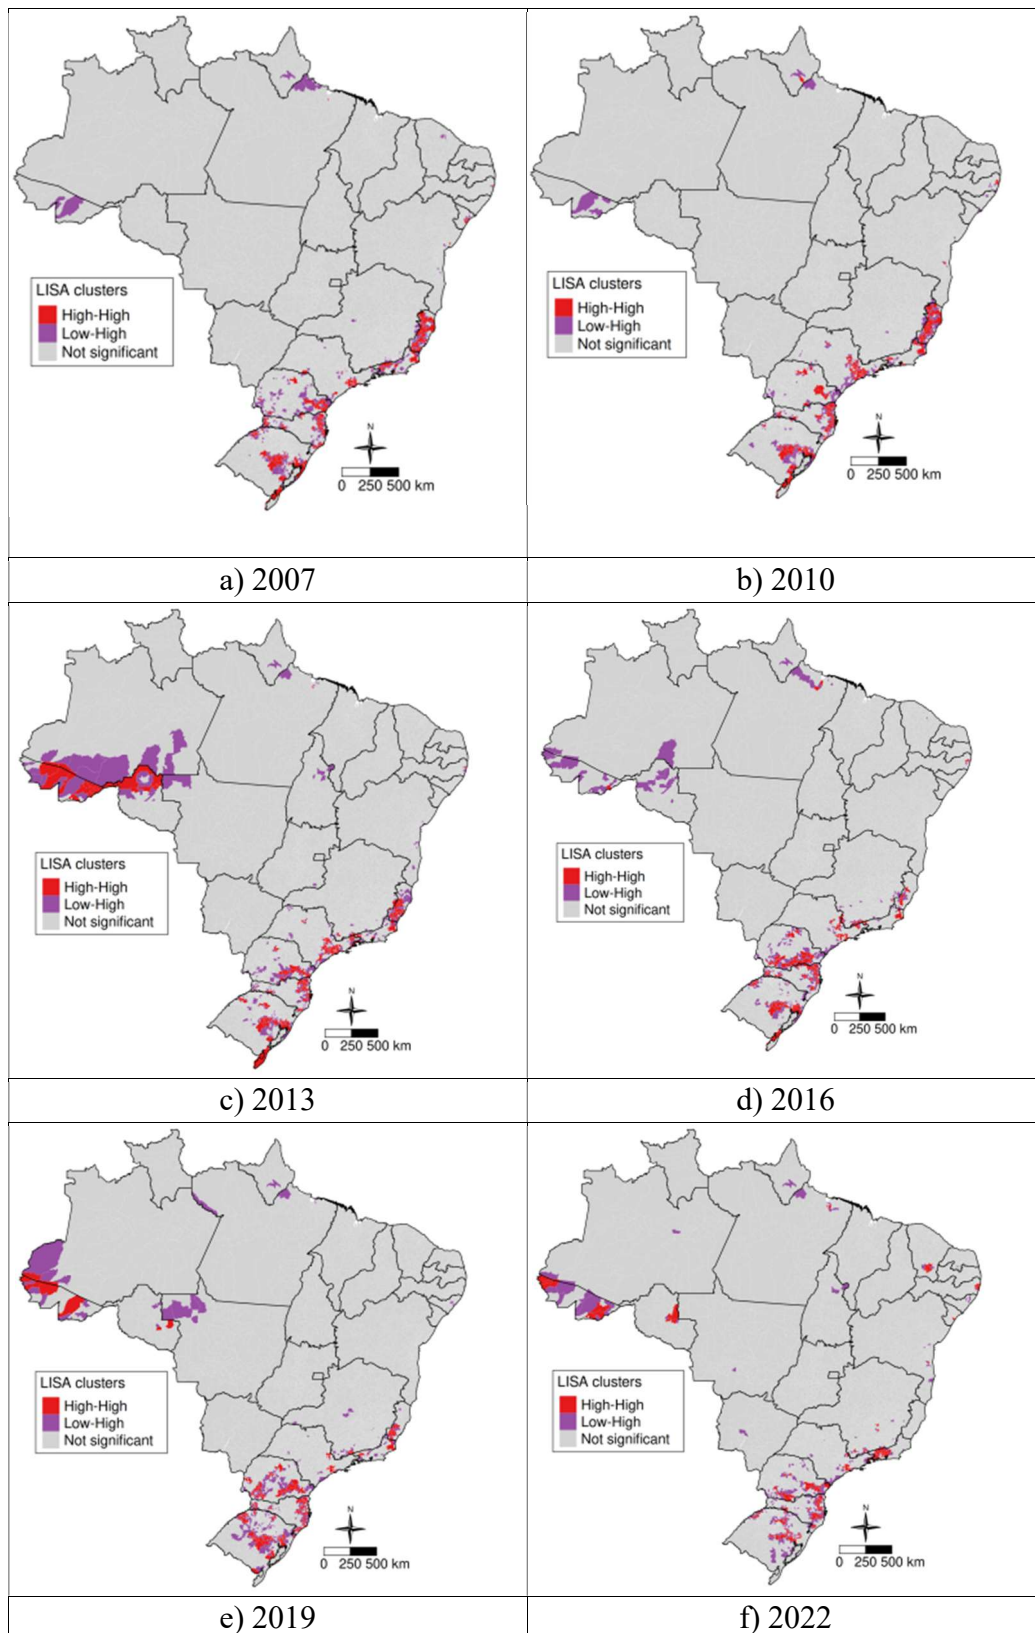 LISA clusters
High-High
Low-High
Not significant
N
0 250 500 km
LISA clusters
High-High
Low-High
Not significant
N
0 250 500 km
a) 2007
b) 2010
LISA clusters
High-High
Low-High
Not significant
N
0 250 500 km
LISA clusters
High-High
Low-High
Not significant
N
0 250 500 km
c) 2013
d) 2016
LISA clusters
High-High
Low-High
Not significant
N
0 250 500 km
LISA clusters
High-High
Low-High
Not significant
N
0 250 500 km
e) 2019
f) 2022